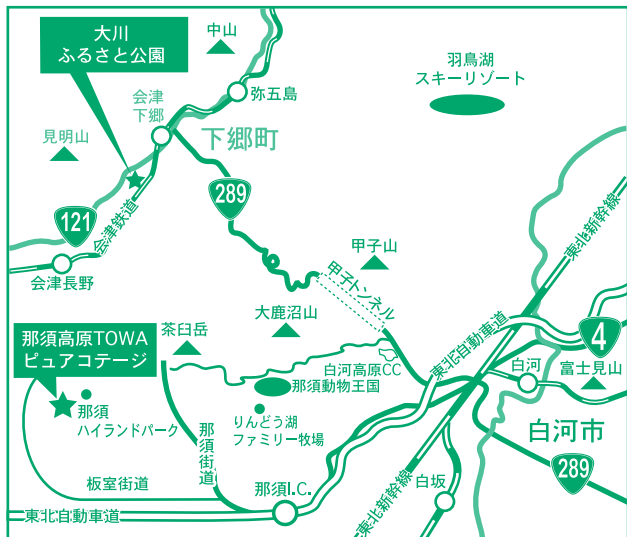 大川
ふるさと公園
中山
羽鳥湖
スキーリゾート
会津
下郷
弥五島
見明山
下郷町
289
121
会津鉄道
会津長野
東北新幹線
甲子山
甲子トンネル
大鹿沼山
茶臼岳
那須高原TOWA
ピュアコテージ
東北自動車道
4
白河高原CC
白河
富士見山
那須動物王国
那須
ハイランドパーク
りんどう湖
ファミリー牧場
那須街道
白河市
289
板室街道
那須I.C.
白坂
東北自動車道
東北新幹線